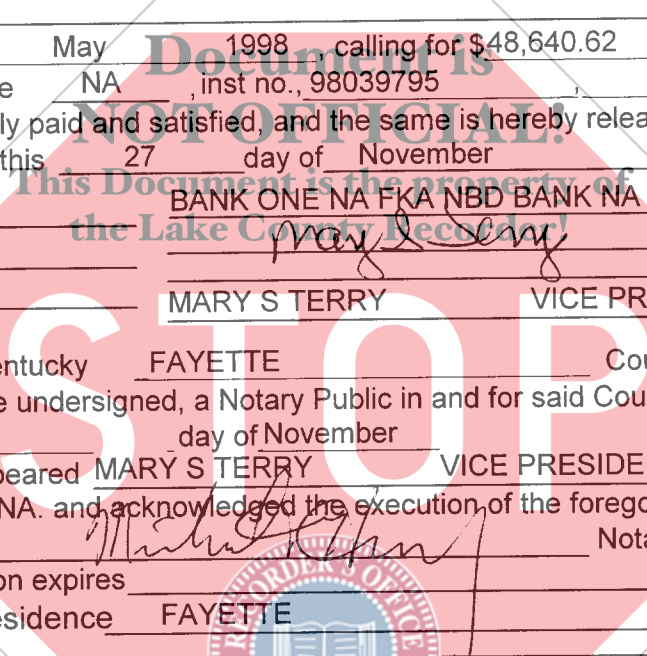 May 1998 , calling for $48,640.62
Document is
e NA , inst no., 98039795 ,
NOT OFFICIAL!
ly paid and satisfied, and the same is hereby relea
this 27 day of November
This Document is the property of
BANK ONE NA FKA NBD BANK NA
the Lake County Recorder!
Mary S Terry
MARY S TERRY VICE PR
STOP
entucky FAYETTE Cou
e undersigned, a Notary Public in and for said Cou
day of November
peared MARY S TERRY VICE PRESIDE
NA. and acknowledged the execution of the forego
Nota
on expires
RECORDER'S OFFICE
esidence FAYETTE